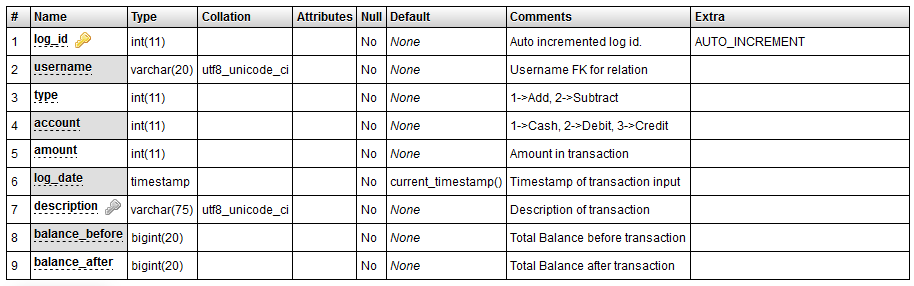 # Name Type Collation Attributes Null Default Comments Extra
1 log_id int(11) No None Auto incremented log id. AUTO_INCREMENT
2 username varchar(20) utf8_unicode_ci No None Username FK for relation
3 type int(11) No None 1->Add, 2->Subtract
4 account int(11) No None 1->Cash, 2->Debit, 3->Credit
5 amount int(11) No None Amount in transaction
6 log_date timestamp No current_timestamp() Timestamp of transaction input
7 description varchar(75) utf8_unicode_ci No None Description of transaction
8 balance_before bigint(20) No None Total Balance before transaction
9 balance_after bigint(20) No None Total Balance after transaction